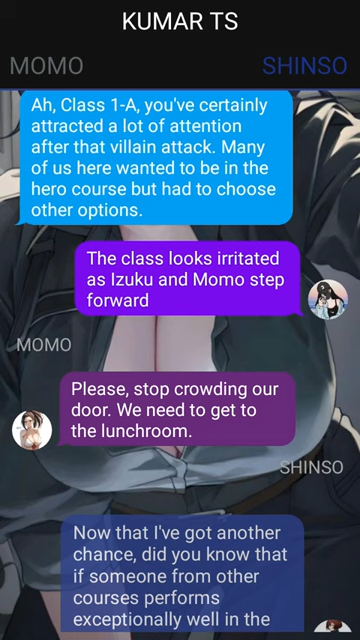 KUMAR TS
MOMO
SHINSO
Ah, Class 1-A, you've certainly
attracted a lot of attention
after that villain attack. Many
of us here wanted to be in the
hero course but had to choose
other options.
The class looks irritated
as Izuku and Momo step
forward
MOMO
Please, stop crowding our
door. We need to get to
the lunchroom.
SHINSO
Now that I've got another
chance, did you know that
if someone from other
courses performs
exceptionally well in the